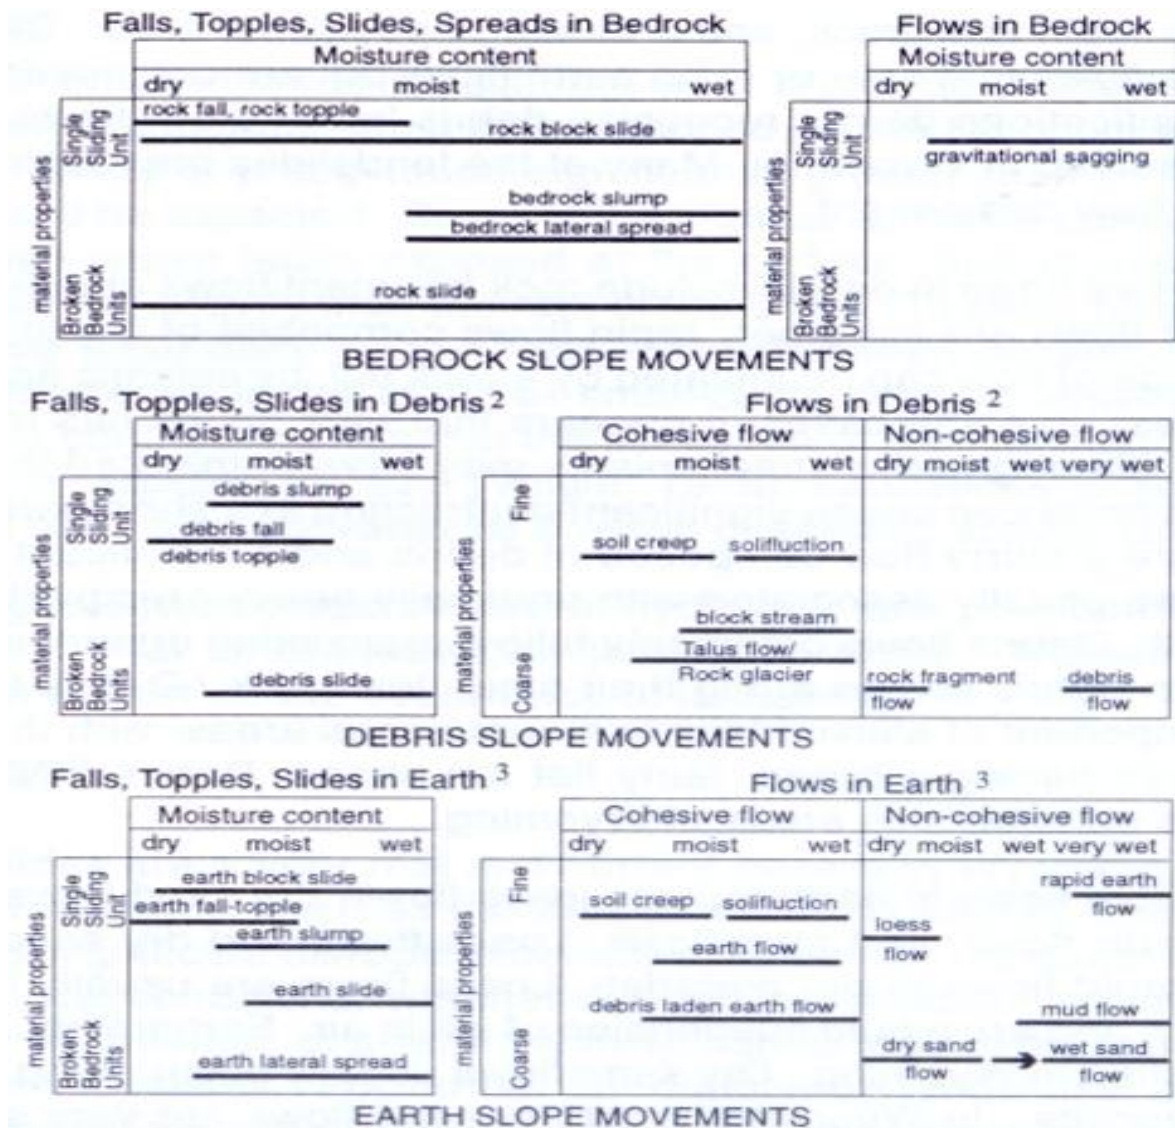 Falls, Topples, Slides, Spreads in Bedrock
Moisture content
dry moist wet
material properties
Single
Sliding
Unit
Broken
Bedrock
Units
rock fall, rock topple
rock block slide
bedrock slump
bedrock lateral spread
rock slide
Flows in Bedrock
Moisture content
dry moist wet
material properties
Single
Sliding
Unit
Broken
Bedrock
Units
gravitational sagging
BEDROCK SLOPE MOVEMENTS
Falls, Topples, Slides in Debris 2
Moisture content
dry moist wet
material properties
Single
Sliding
Unit
Broken
Bedrock
Units
debris slump
debris fall
debris topple
debris slide
Flows in Debris 2
Cohesive flow Non-cohesive flow
dry moist wet dry moist wet very wet
material properties
Fine
Coarse
soil creep solifluction
block stream
Talus flow/
Rock glacier
rock fragment
flow
debris
flow
DEBRIS SLOPE MOVEMENTS
Falls, Topples, Slides in Earth 3
Moisture content
dry moist wet
material properties
Single
Sliding
Unit
Broken
Bedrock
Units
earth block slide
earth fall-topple
earth slump
earth slide
earth lateral spread
Flows in Earth 3
Cohesive flow Non-cohesive flow
dry moist wet dry moist wet very wet
material properties
Fine
Coarse
soil creep solifluction
earth flow
debris laden earth flow
rapid earth
flow
loess
flow
mud flow
dry sand
flow
wet sand
flow
EARTH SLOPE MOVEMENTS